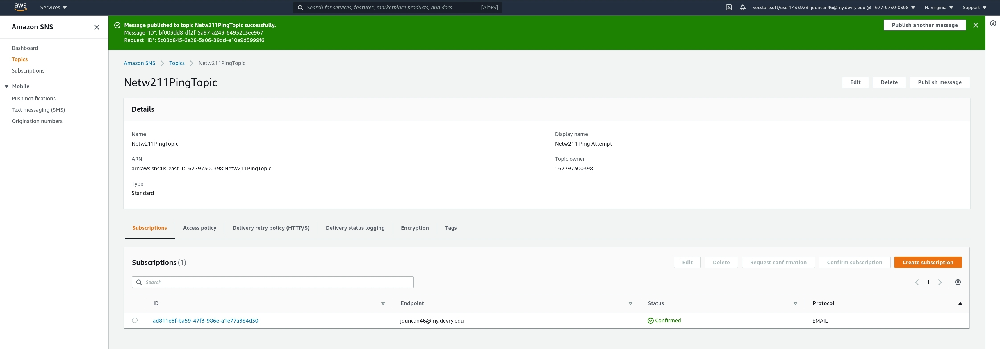 aws
Services
Search for services, features, marketplace products, and docs [Alt+S]
vocstartsoft/user1433928=jduncan46@my.devry.edu @ 1677-9730-0398
N. Virginia
Support
Amazon SNS
Dashboard
Topics
Subscriptions
Mobile
Push notifications
Text messaging (SMS)
Origination numbers
Message published to topic Netw211PingTopic successfully.
Message "ID": bf003dd8-df2f-5a97-a243-64932c3ee967
Request "ID": 3c08b845-6e28-5a06-89dd-e10e9d3999f6
Publish another message
Amazon SNS Topics Netw211PingTopic
Netw211PingTopic
Edit Delete Publish message
Details
Name
Netw211PingTopic
ARN
arn:aws:sns:us-east-1:167797300398:Netw211PingTopic
Type
Standard
Display name
Netw211 Ping Attempt
Topic owner
167797300398
Subscriptions Access policy Delivery retry policy (HTTP/S) Delivery status logging Encryption Tags
Subscriptions (1)
Edit Delete Request confirmation Confirm subscription Create subscription
Search
1
ID Endpoint Status Protocol
ad811e6f-ba59-47f3-986e-a1e77a384d30 jduncan46@my.devry.edu Confirmed EMAIL